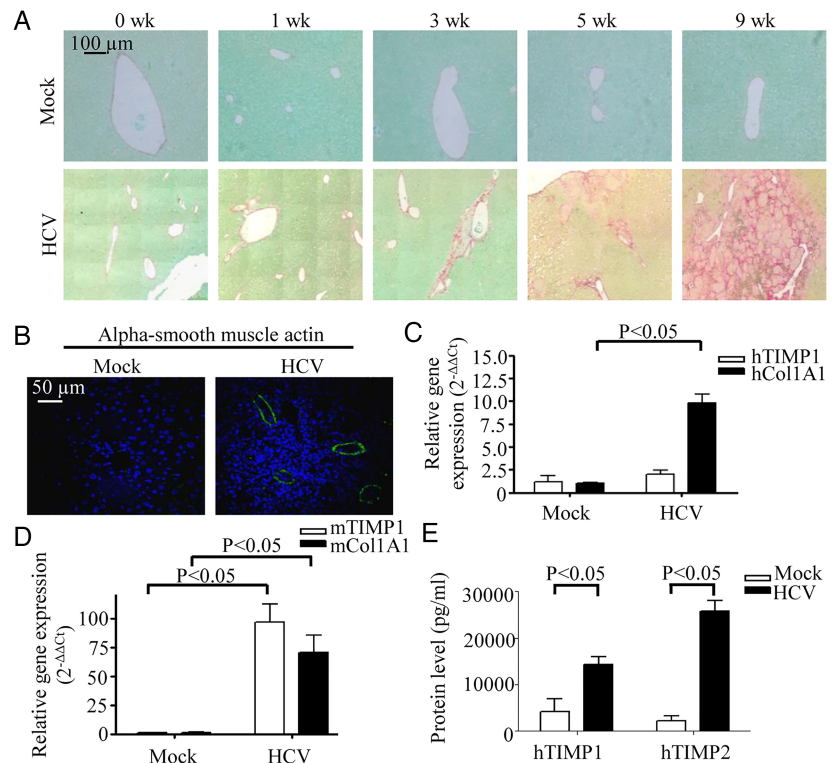 A
0 wk
1 wk
3 wk
5 wk
9 wk
100 µm
Mock
HCV
B
Alpha-smooth muscle actin
Mock
HCV
50 µm
C
P<0.05
hTIMP1
hCol1A1
Relative gene
expression (2-ΔΔCt)
15.0
12.5
10.0
7.5
5.0
2.5
0
Mock
HCV
D
mTIMP1
mCol1A1
P<0.05
P<0.05
Relative gene expression
(2-ΔΔCt)
100
75
50
25
0
Mock
HCV
E
Mock
HCV
P<0.05
P<0.05
Protein level (pg/ml)
30000
20000
10000
0
hTIMP1
hTIMP2